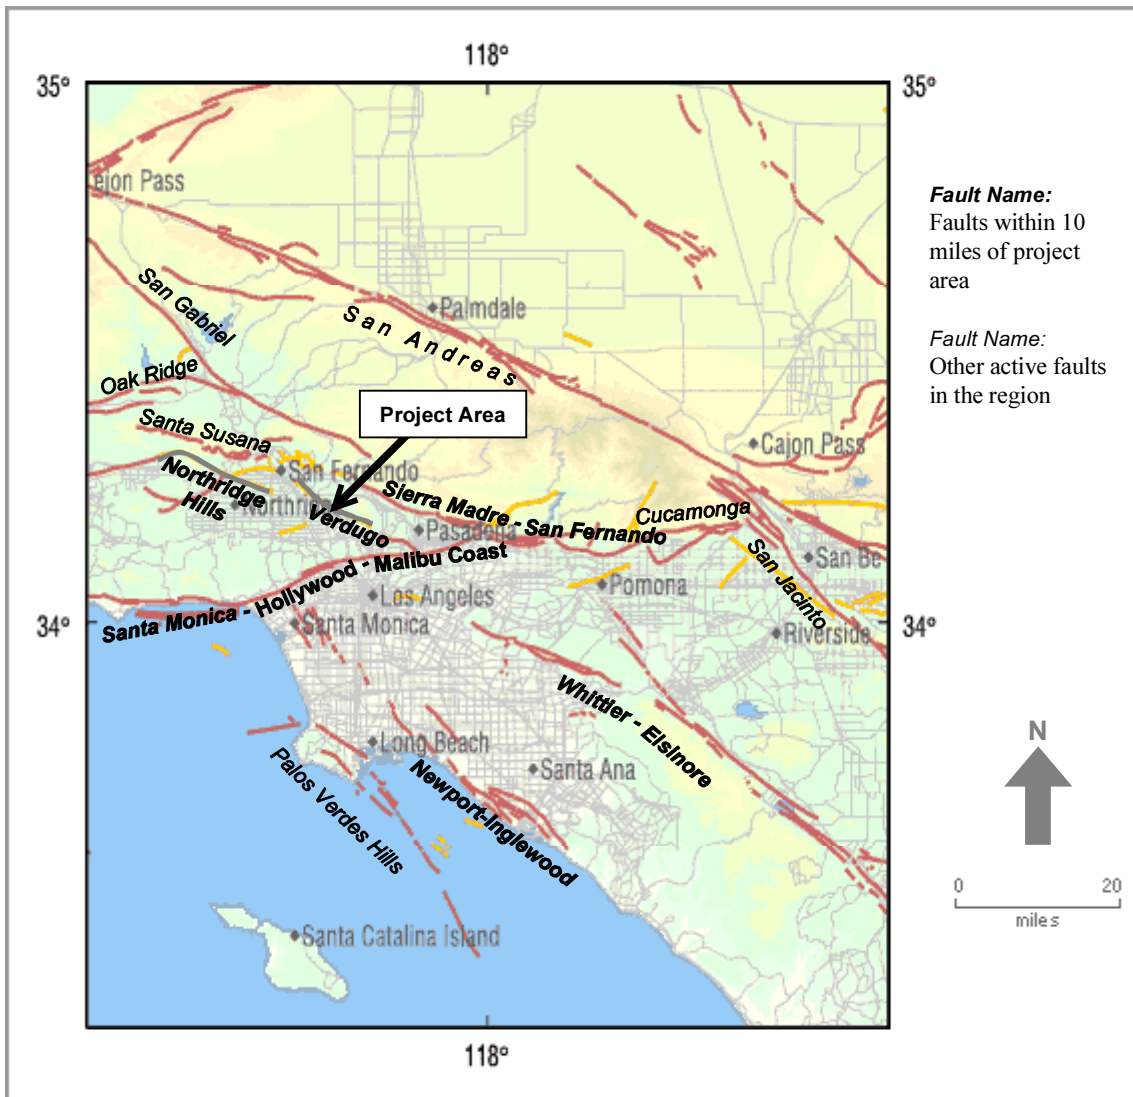 118°
35°
35°
ejon Pass
Fault Name:
Faults within 10
miles of project
area
San Gabriel
Palmdale
San Andreas
Fault Name:
Other active faults
in the region
Oak Ridge
Project Area
Santa Susana
Cajon Pass
San Fernando
Northridge
Hills
Northri
Verdugo
Sierra Madre - San Fernando
Cucamonga
Pasadena
San Be
San Jacinto
Pomona
Santa Monica - Hollywood - Malibu Coast
Los Angeles
34°
34°
Santa Monica
Riverside
Whittier - Elsinore
Long Beach
Santa Ana
Palos Verdes Hills
Newport-Inglewood
N
0 20
miles
Santa Catalina Island
118°